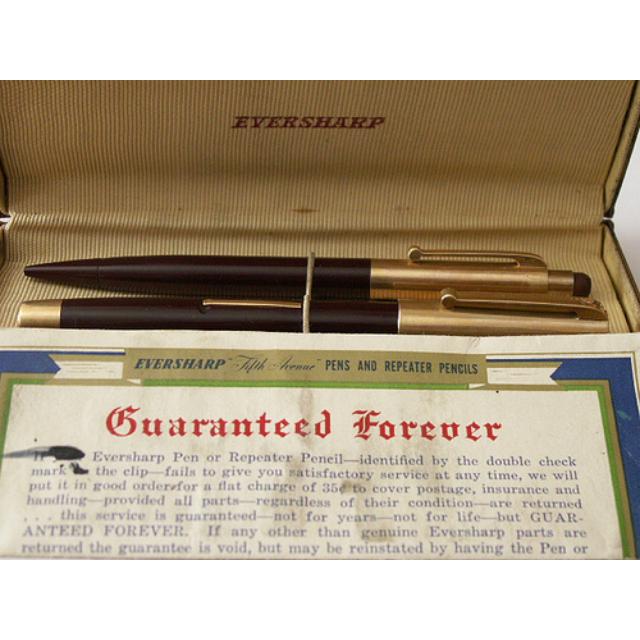 EVERSHARP
EVERSHARP "Fifth Avenue" PENS AND REPEATER PENCILS
Guaranteed Forever
Eversharp Pen or Repeater Pencil—identified by the double check
mark the clip—fails to give you satisfactory service at any time, we will
put it in good order for a flat charge of 35¢ to cover postage, insurance and
handling—provided all parts—regardless of their condition—are returned
. . . this service is guaranteed—not for years—not for life—but GUAR-
ANTEED FOREVER. If any other than genuine Eversharp parts are
returned the guarantee is void, but may be reinstated by having the Pen or